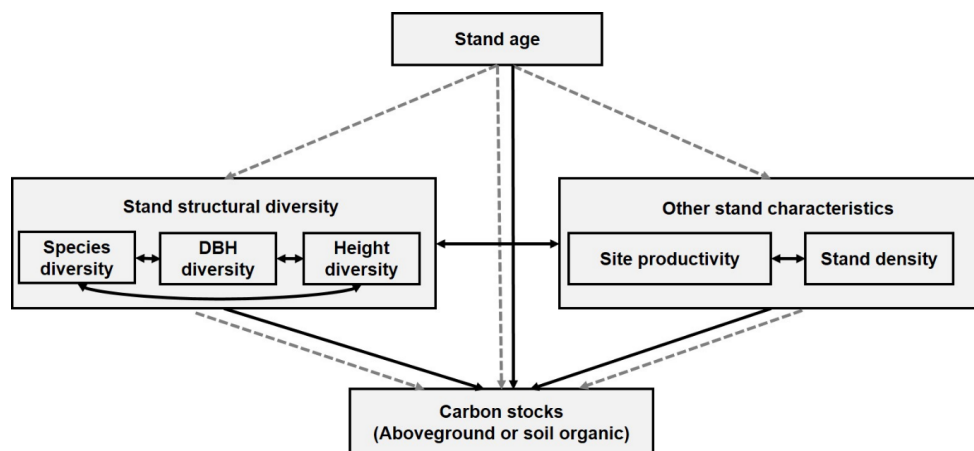 Stand age
Stand structural diversity
Species
diversity
DBH
diversity
Height
diversity
Other stand characteristics
Site productivity
Stand density
Carbon stocks
(Aboveground or soil organic)